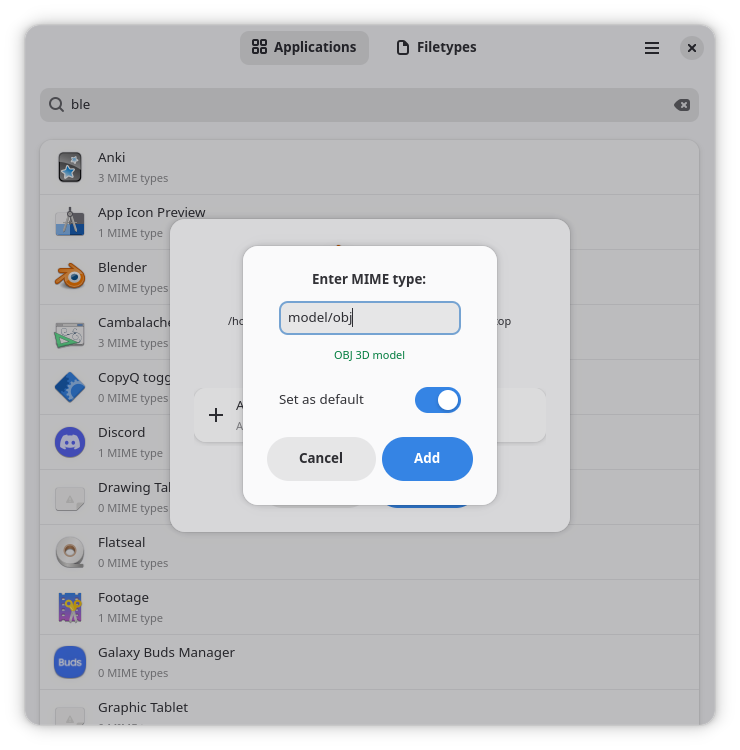 Applications
Filetypes
ble
Anki
3 MIME types
App Icon Preview
1 MIME type
Blender
0 MIME types
Cambalache
3 MIME types
CopyQ togg
0 MIME types
Discord
1 MIME type
Drawing Tal
0 MIME types
Flatseal
0 MIME types
Footage
1 MIME type
Galaxy Buds Manager
0 MIME types
Buds
Graphic Tablet
Enter MIME type:
model/obj
OBJ 3D model
Set as default
Cancel
Add